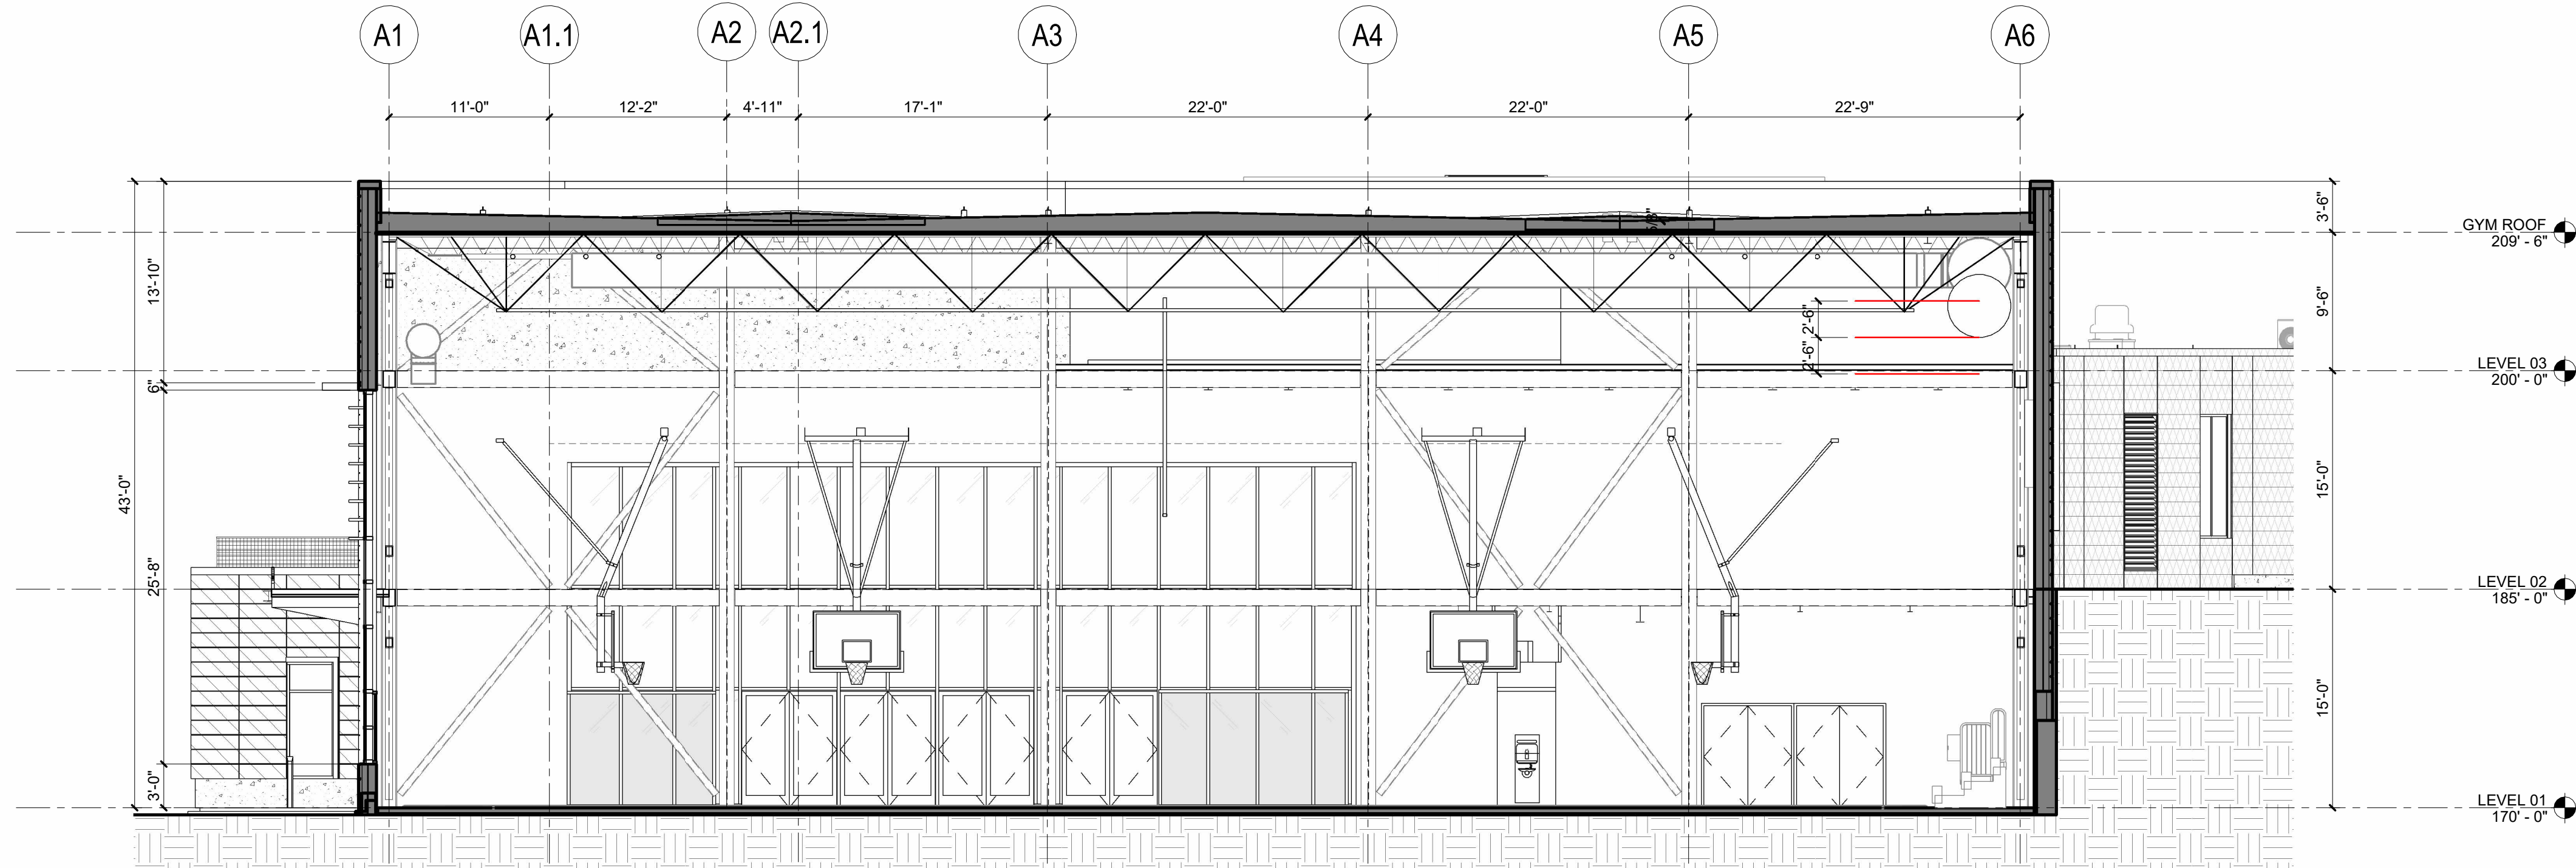 A1
A1.1
A2
A2.1
A3
A4
A5
A6
11'-0"
12'-2"
4'-11"
17'-1"
22'-0"
22'-0"
22'-9"
43'-0"
13'-10"
6"
25'-8"
3'-0"
5/8"
2'-6"
2'-6"
3'-6"
9'-6"
15'-0"
15'-0"
GYM ROOF
209' - 6"
LEVEL 03
200' - 0"
LEVEL 02
185' - 0"
LEVEL 01
170' - 0"